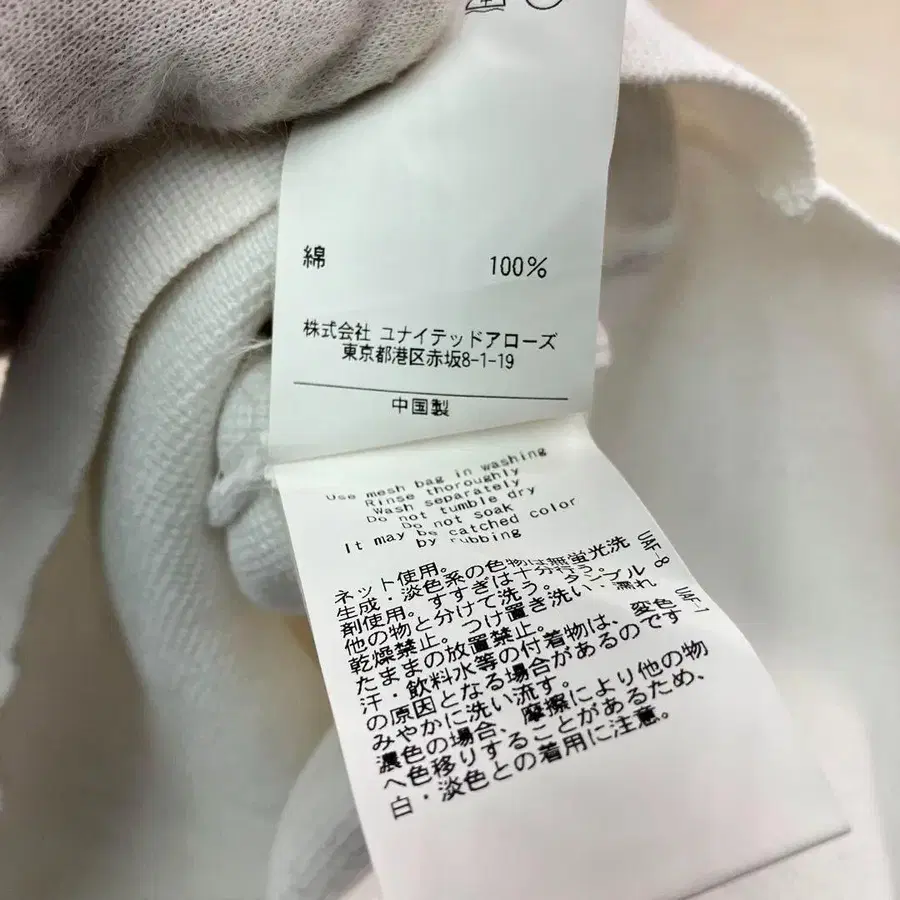 綿 100%
株式会社 ユナイテッドアローズ
東京都港区赤坂8-1-19
中国製
Use mesh bag in washing
Rinse thoroughly
Wash separately
Do not tumble dry
Do not soak
It may be catched color
by rubbing
ネット使用。
生成・淡色系の色物は無蛍光洗
剤使用。すすぎは十分行う。
他の物と分けて洗う。タンブル
乾燥禁止。つけ置き洗い・濡れ
たままの放置禁止。
汗・飲料水等の付着物は、変色
の原因となる場合があるのです
みやかに洗い流す。
濃色の場合、摩擦により他の物
へ色移りすることがあるため、
白・淡色との着用に注意。
UAF-8